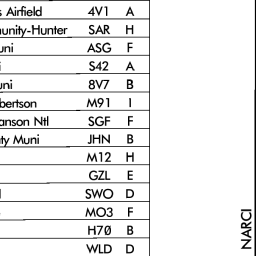 Airfield 4V1 A
unity-Hunter SAR H
uni ASG F
S42 A
uni 8V7 B
bertson M91 I
anson Ntl SGF F
ty Muni JHN B
M12 H
GZL E
SWO D
MO3 F
H70 B
WLD D
NARCI